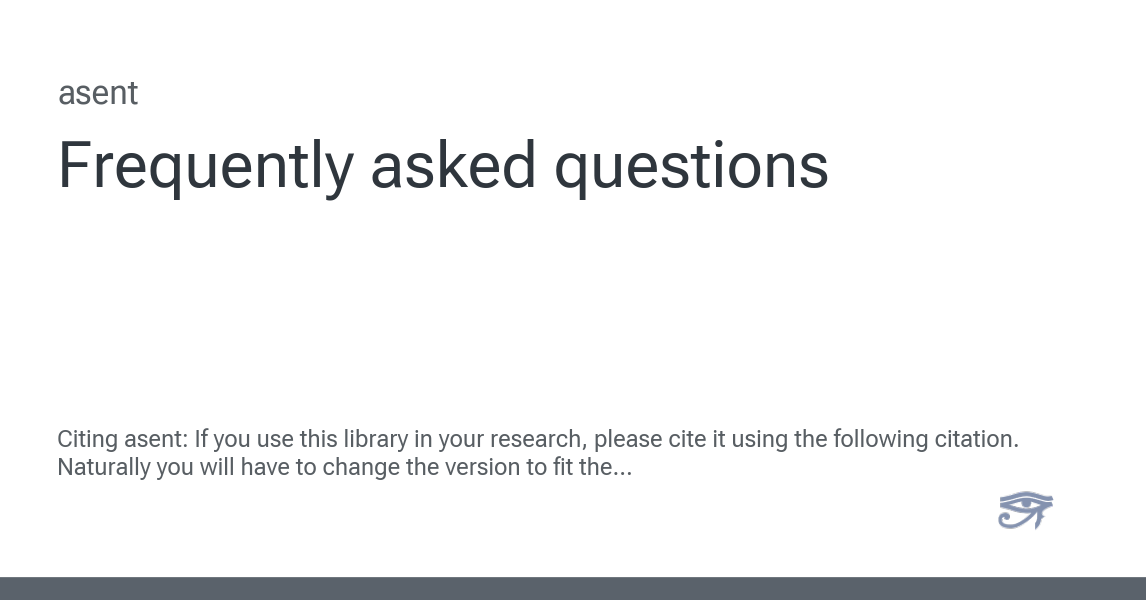 asent
Frequently asked questions
Citing asent: If you use this library in your research, please cite it using the following citation.
Naturally you will have to change the version to fit the...